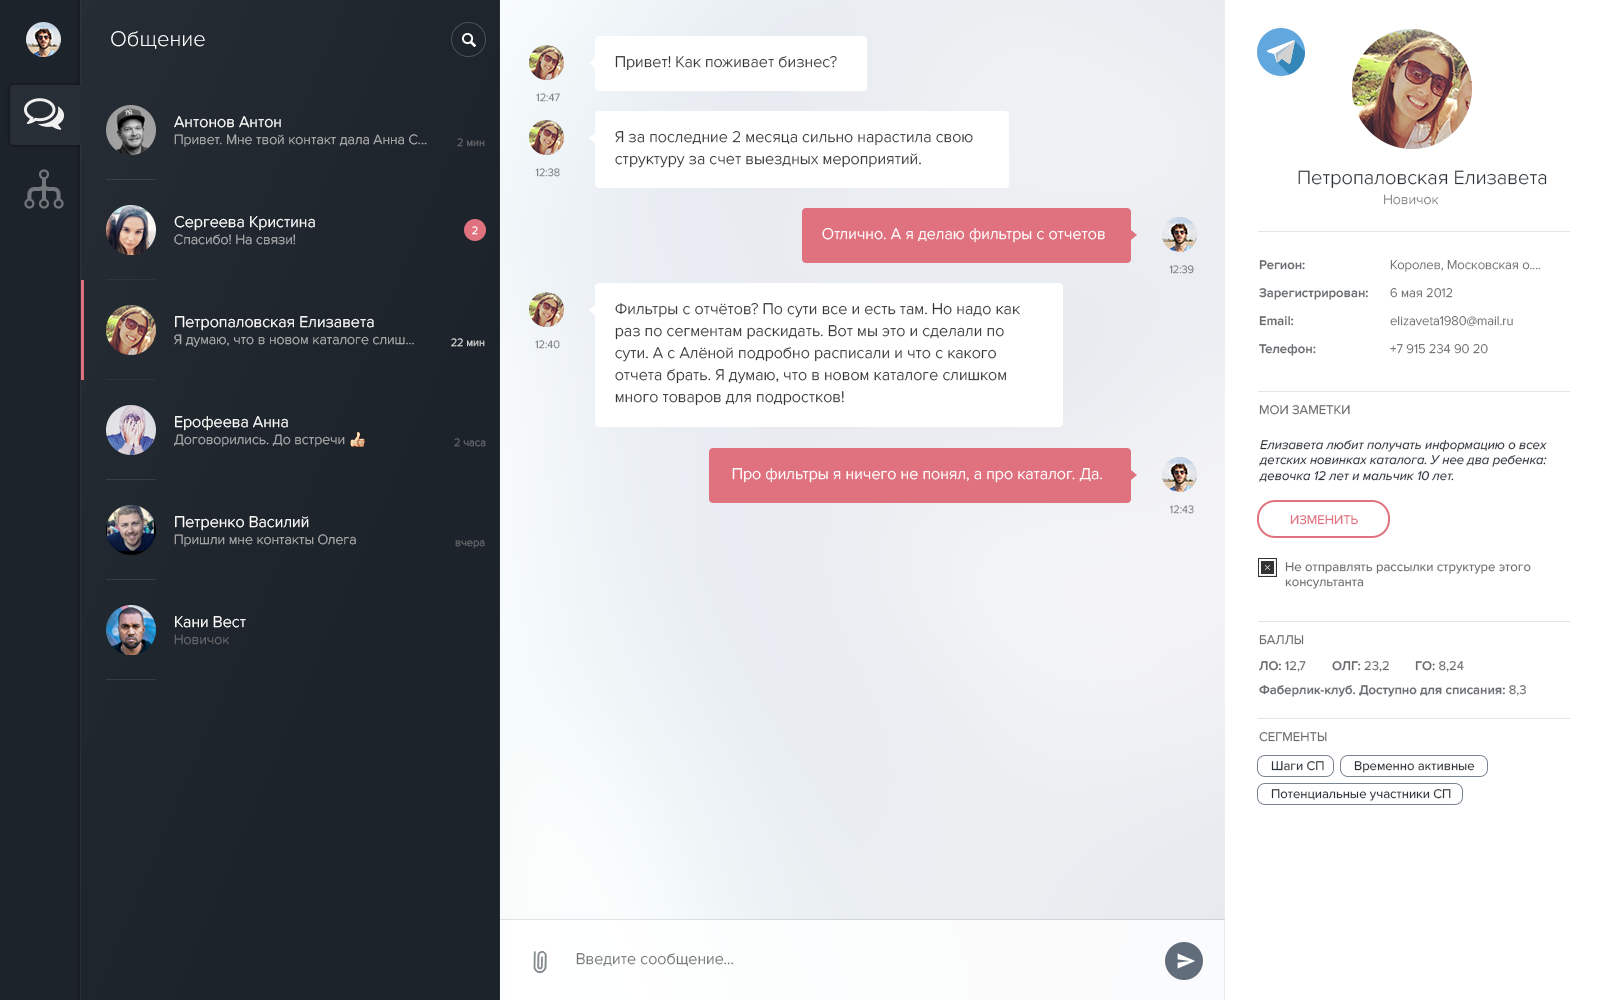 Общение
Антонов Антон
Привет. Мне твой контакт дала Анна С...
2 мин
Сергеева Кристина
Спасибо! На связи!
2
Петропаловская Елизавета
Я думаю, что в новом каталоге слиш...
22 мин
Ерофеева Анна
Договорились. До встречи 👍
2 часа
Петренко Василий
Пришли мне контакты Олега
вчера
Кани Вест
Новичок
Привет! Как поживает бизнес?
12:47
Я за последние 2 месяца сильно нарастила свою
структуру за счет выездных мероприятий.
12:38
Отлично. А я делаю фильтры с отчетов
12:39
Фильтры с отчётов? По сути все и есть там. Но надо как
раз по сегментам раскидать. Вот мы это и сделали по
сути. А с Алёной подробно расписали и что с какого
отчета брать. Я думаю, что в новом каталоге слишком
много товаров для подростков!
12:40
Про фильтры я ничего не понял, а про каталог. Да.
12:43
Введите сообщение...
Петропаловская Елизавета
Новичок
Регион: Королев, Московская о....
Зарегистрирован: 6 мая 2012
Email: elizaveta1980@mail.ru
Телефон: +7 915 234 90 20
МОИ ЗАМЕТКИ
Елизавета любит получать информацию о всех
детских новинках каталога. У нее два ребенка:
девочка 12 лет и мальчик 10 лет.
ИЗМЕНИТЬ
Не отправлять рассылки структуре этого
консультанта
БАЛЛЫ
ЛО: 12,7 ОЛГ: 23,2 ГО: 8,24
Фаберлик-клуб. Доступно для списания: 8,3
СЕГМЕНТЫ
Шаги СП Временно активные
Потенциальные участники СП